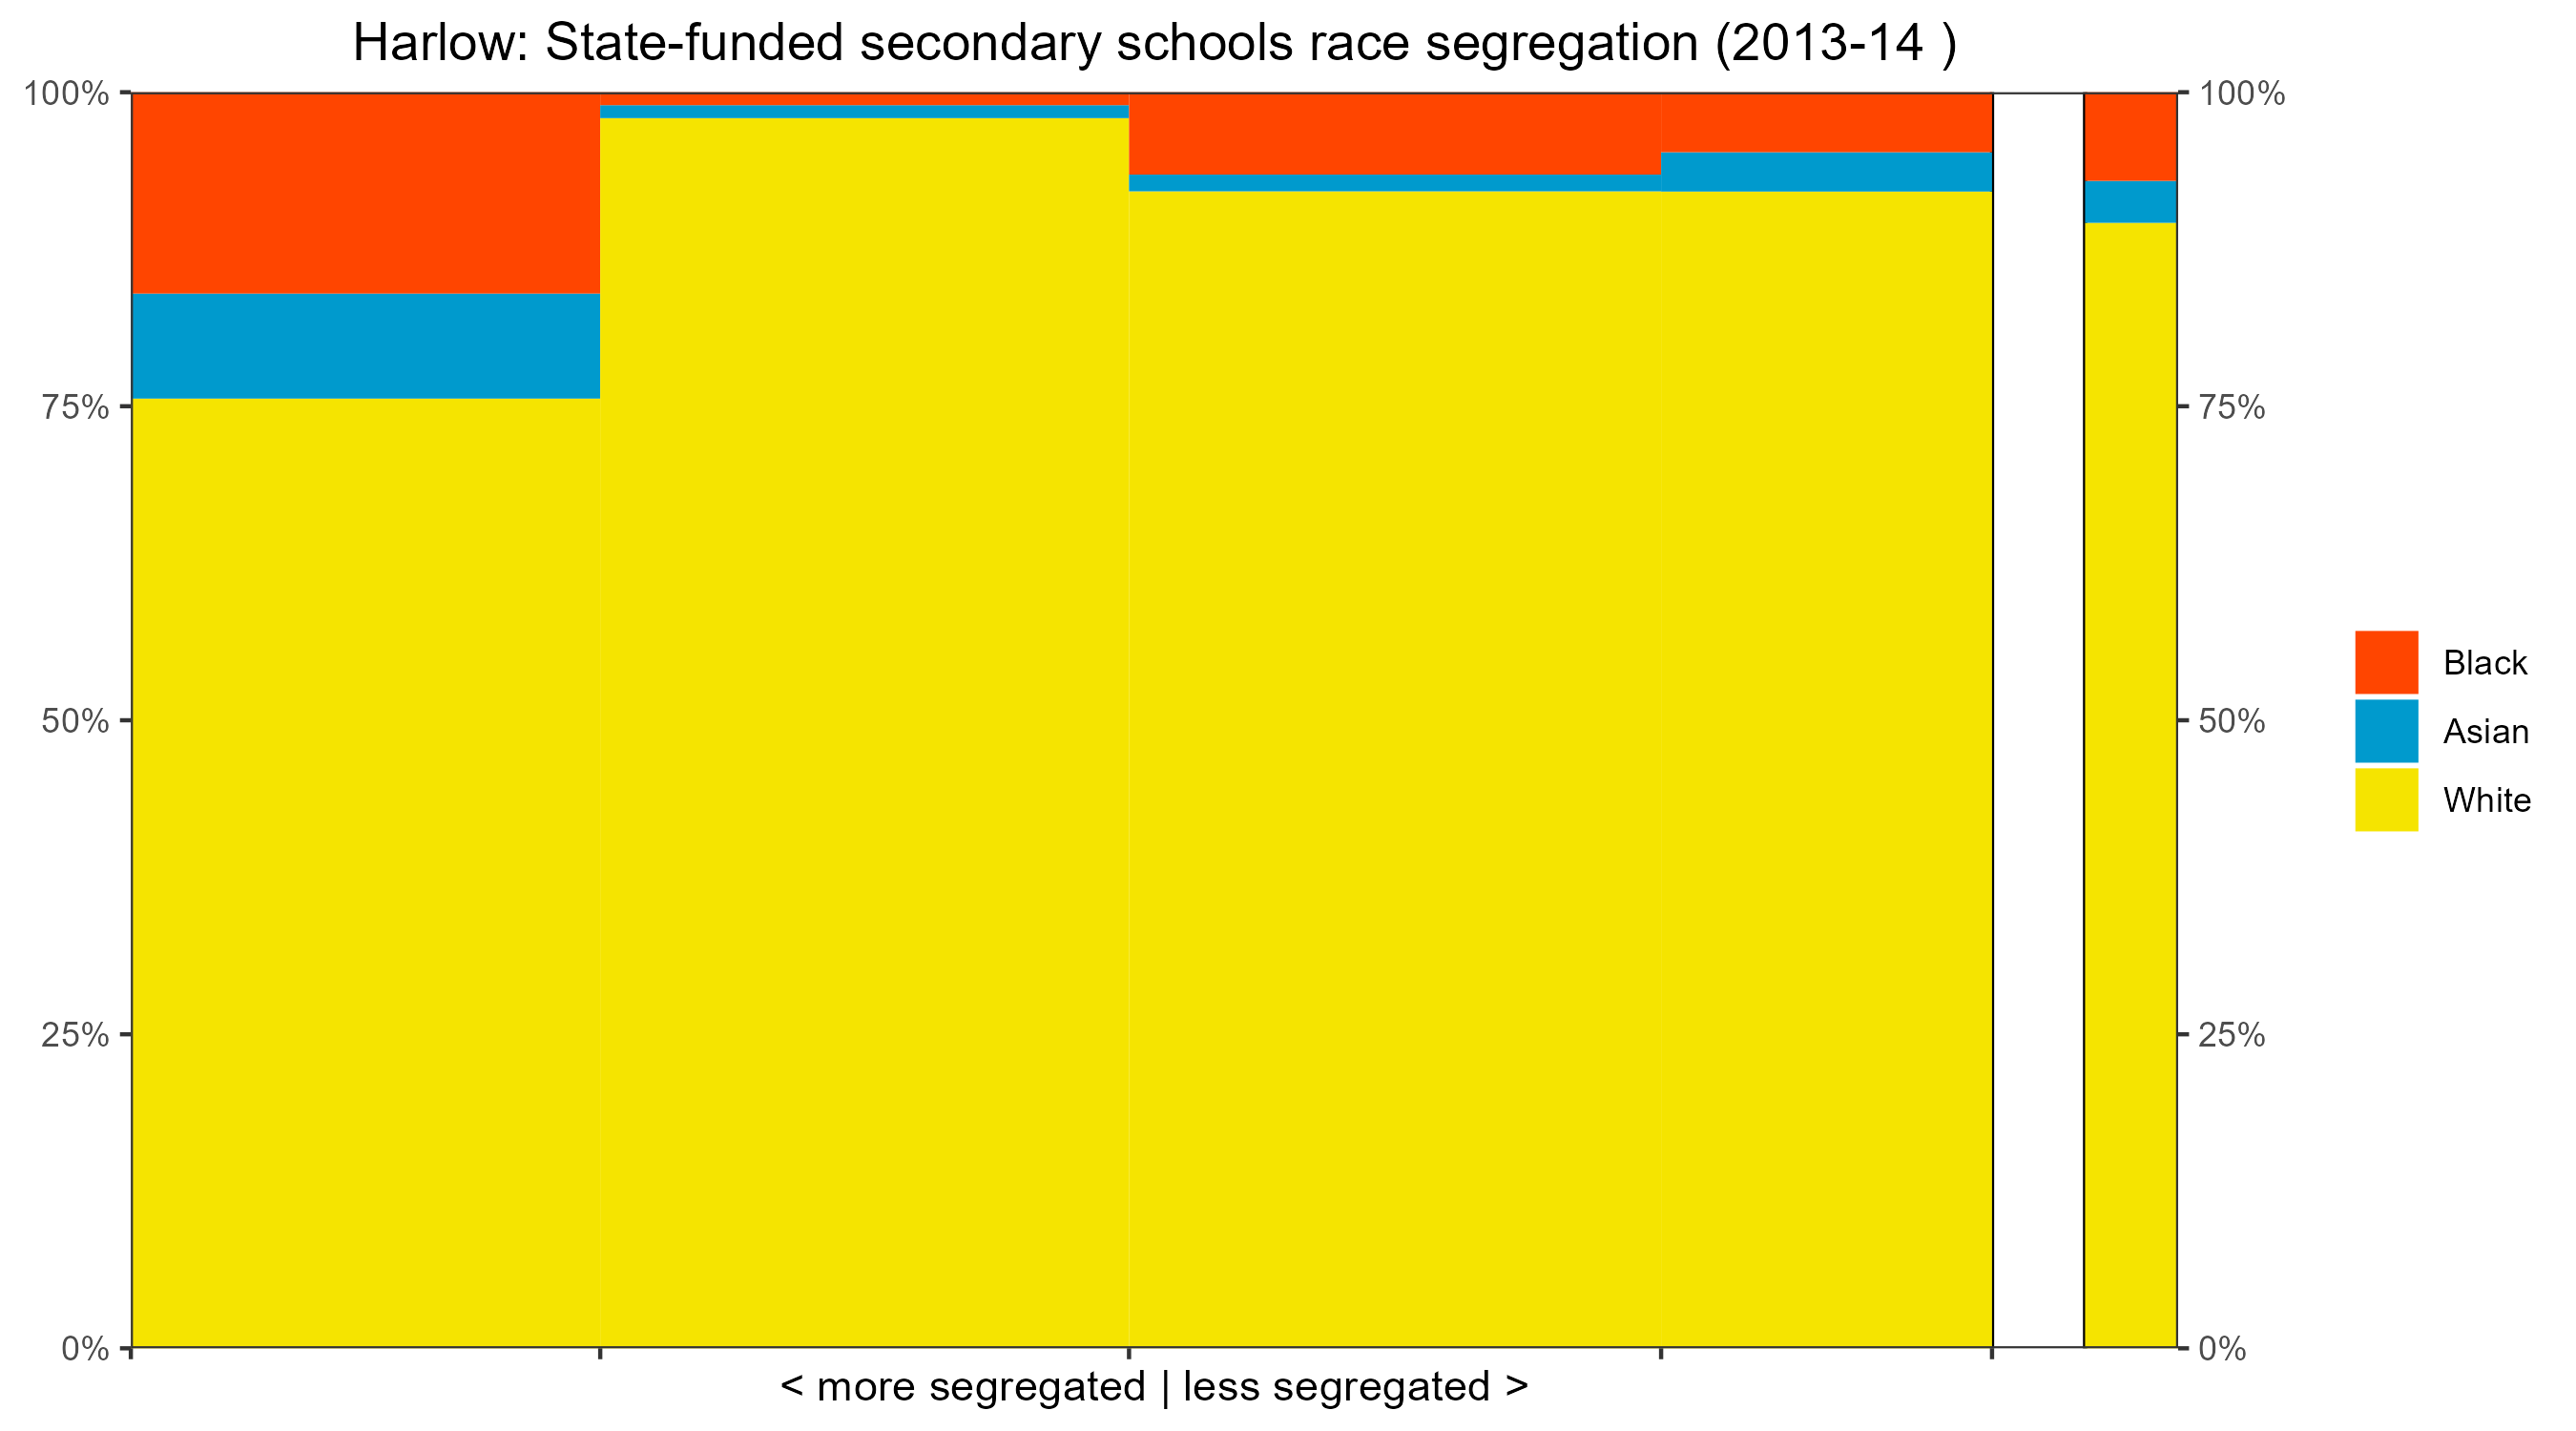 Harlow: State-funded secondary schools race segregation (2013-14 )
100%
75%
50%
25%
0%
100%
75%
50%
25%
0%
Black
Asian
White
< more segregated | less segregated >